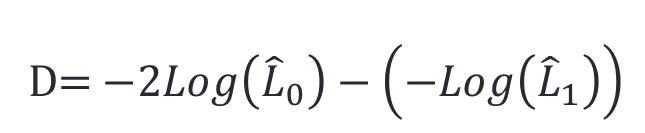 D= −2Log(L̂₀) − (−Log(L̂₁))